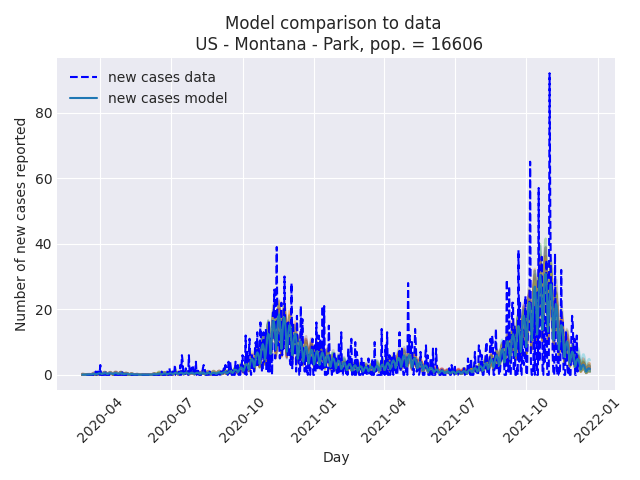 Model comparison to data
US - Montana - Park, pop. = 16606
new cases data
new cases model
Number of new cases reported
80
60
40
20
0
2020-04
2020-07
2020-10
2021-01
2021-04
2021-07
2021-10
2022-01
Day